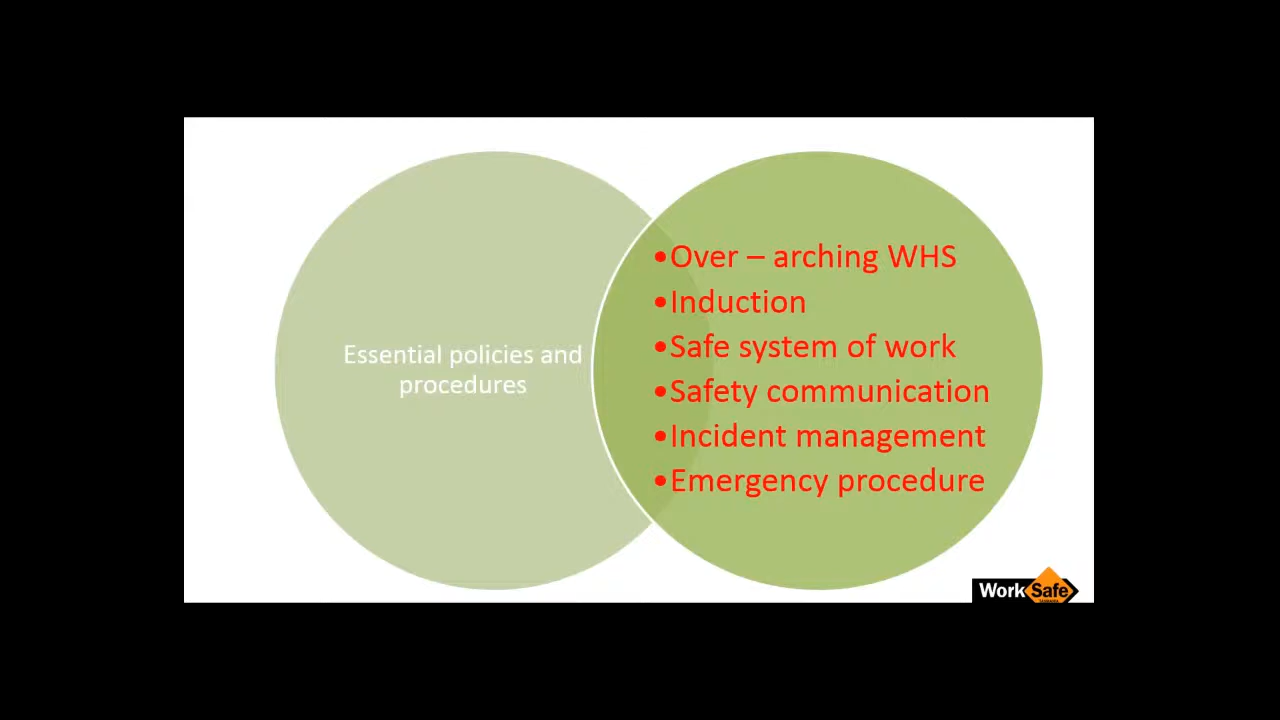 Essential policies and
procedures
•Over – arching WHS
•Induction
•Safe system of work
•Safety communication
•Incident management
•Emergency procedure
WorkSafe